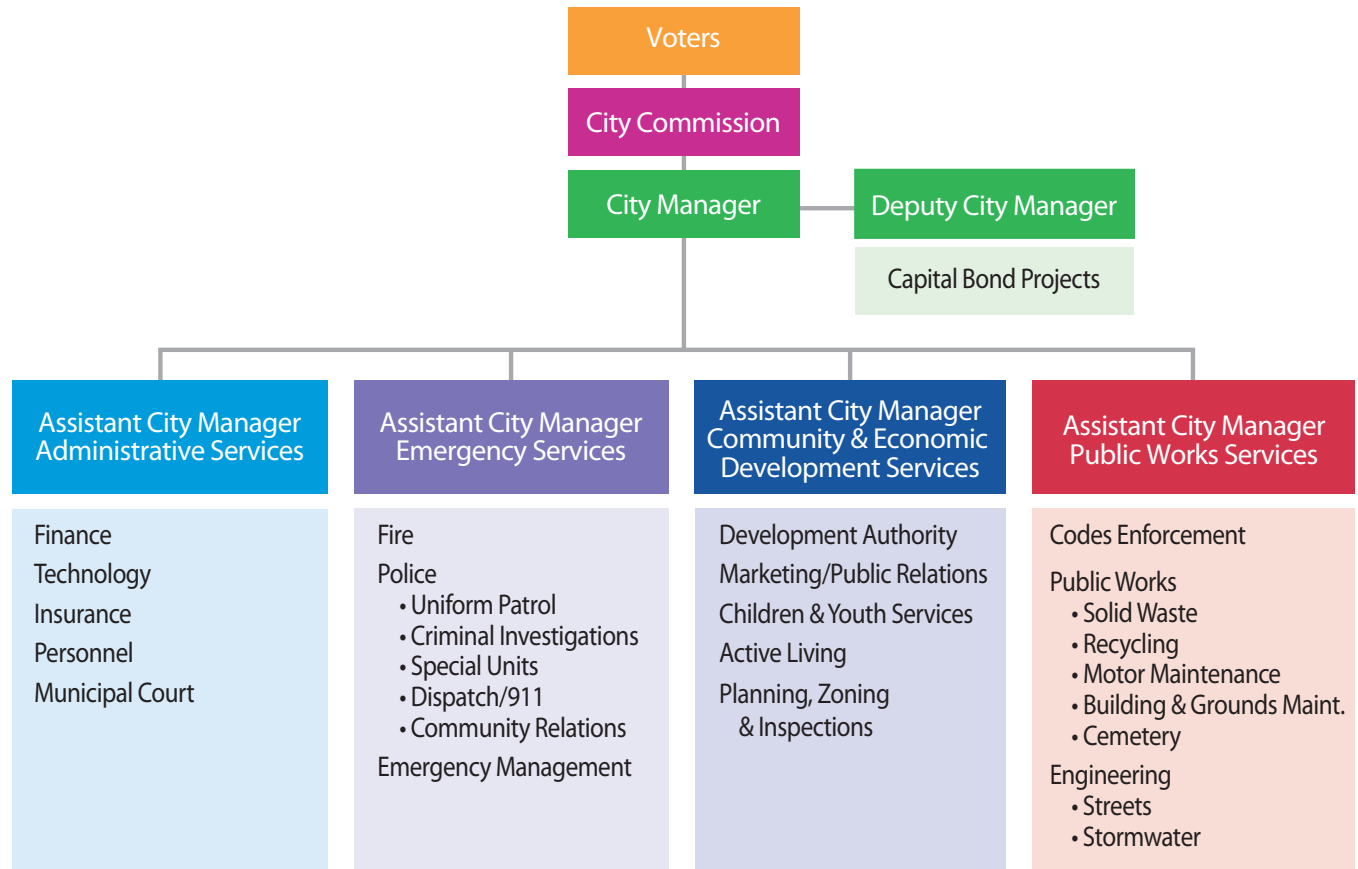 Voters
City Commission
City Manager
Deputy City Manager
Capital Bond Projects
Assistant City Manager
Administrative Services
Finance
Technology
Insurance
Personnel
Municipal Court
Assistant City Manager
Emergency Services
Fire
Police
• Uniform Patrol
• Criminal Investigations
• Special Units
• Dispatch/911
• Community Relations
Emergency Management
Assistant City Manager
Community & Economic
Development Services
Development Authority
Marketing/Public Relations
Children & Youth Services
Active Living
Planning, Zoning
& Inspections
Assistant City Manager
Public Works Services
Codes Enforcement
Public Works
• Solid Waste
• Recycling
• Motor Maintenance
• Building & Grounds Maint.
• Cemetery
Engineering
• Streets
• Stormwater